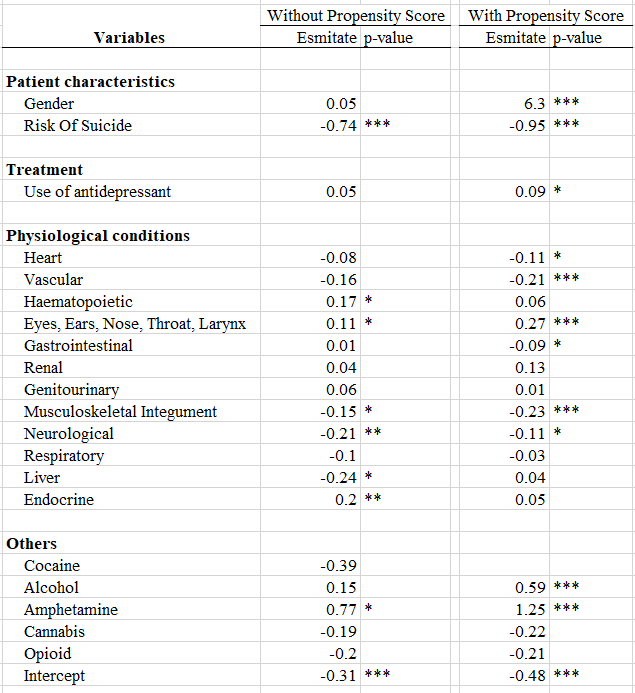 Without Propensity Score With Propensity Score
Variables Esmitate p-value Esmitate p-value
Patient characteristics
Gender 0.05 6.3 ***
Risk Of Suicide -0.74 *** -0.95 ***
Treatment
Use of antidepressant 0.05 0.09 *
Physiological conditions
Heart -0.08 -0.11 *
Vascular -0.16 -0.21 ***
Haematopoietic 0.17 * 0.06
Eyes, Ears, Nose, Throat, Larynx 0.11 * 0.27 ***
Gastrointestinal 0.01 -0.09 *
Renal 0.04 0.13
Genitourinary 0.06 0.01
Musculoskeletal Integument -0.15 * -0.23 ***
Neurological -0.21 ** -0.11 *
Respiratory -0.1 -0.03
Liver -0.24 * 0.04
Endocrine 0.2 ** 0.05
Others
Cocaine -0.39
Alcohol 0.15 0.59 ***
Amphetamine 0.77 * 1.25 ***
Cannabis -0.19 -0.22
Opioid -0.2 -0.21
Intercept -0.31 *** -0.48 ***